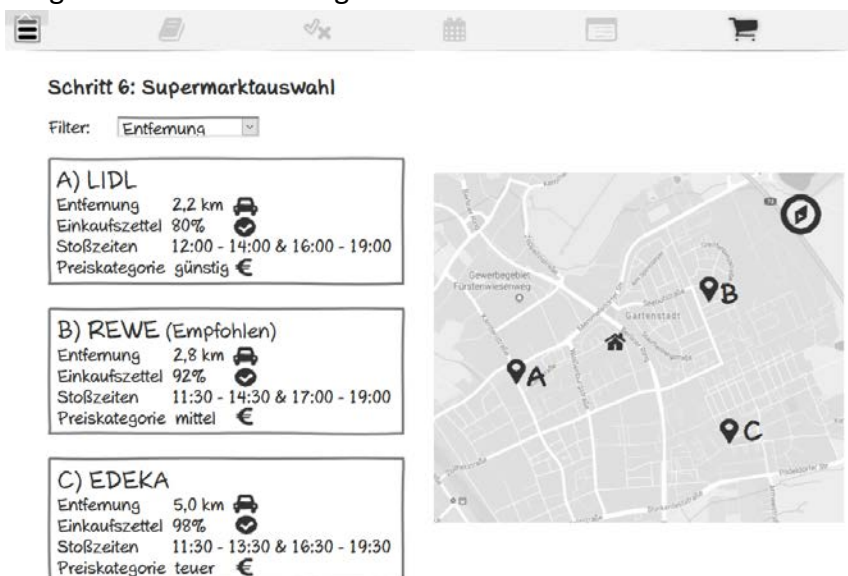 Schritt 6: Supermarktauswahl
Filter: Entfernung
A) LIDL
Entfernung 2,2 km
Einkaufszettel 80%
Stoßzeiten 12:00 - 14:00 & 16:00 - 19:00
Preiskategorie günstig €
B) REWE (Empfohlen)
Entfernung 2,8 km
Einkaufszettel 92%
Stoßzeiten 11:30 - 14:30 & 17:00 - 19:00
Preiskategorie mittel €
C) EDEKA
Entfernung 5,0 km
Einkaufszettel 98%
Stoßzeiten 11:30 - 13:30 & 16:30 - 19:30
Preiskategorie teuer €
Gewerbegebiet
Fürstenwiesenweg
Gartenstadt
A
B
C